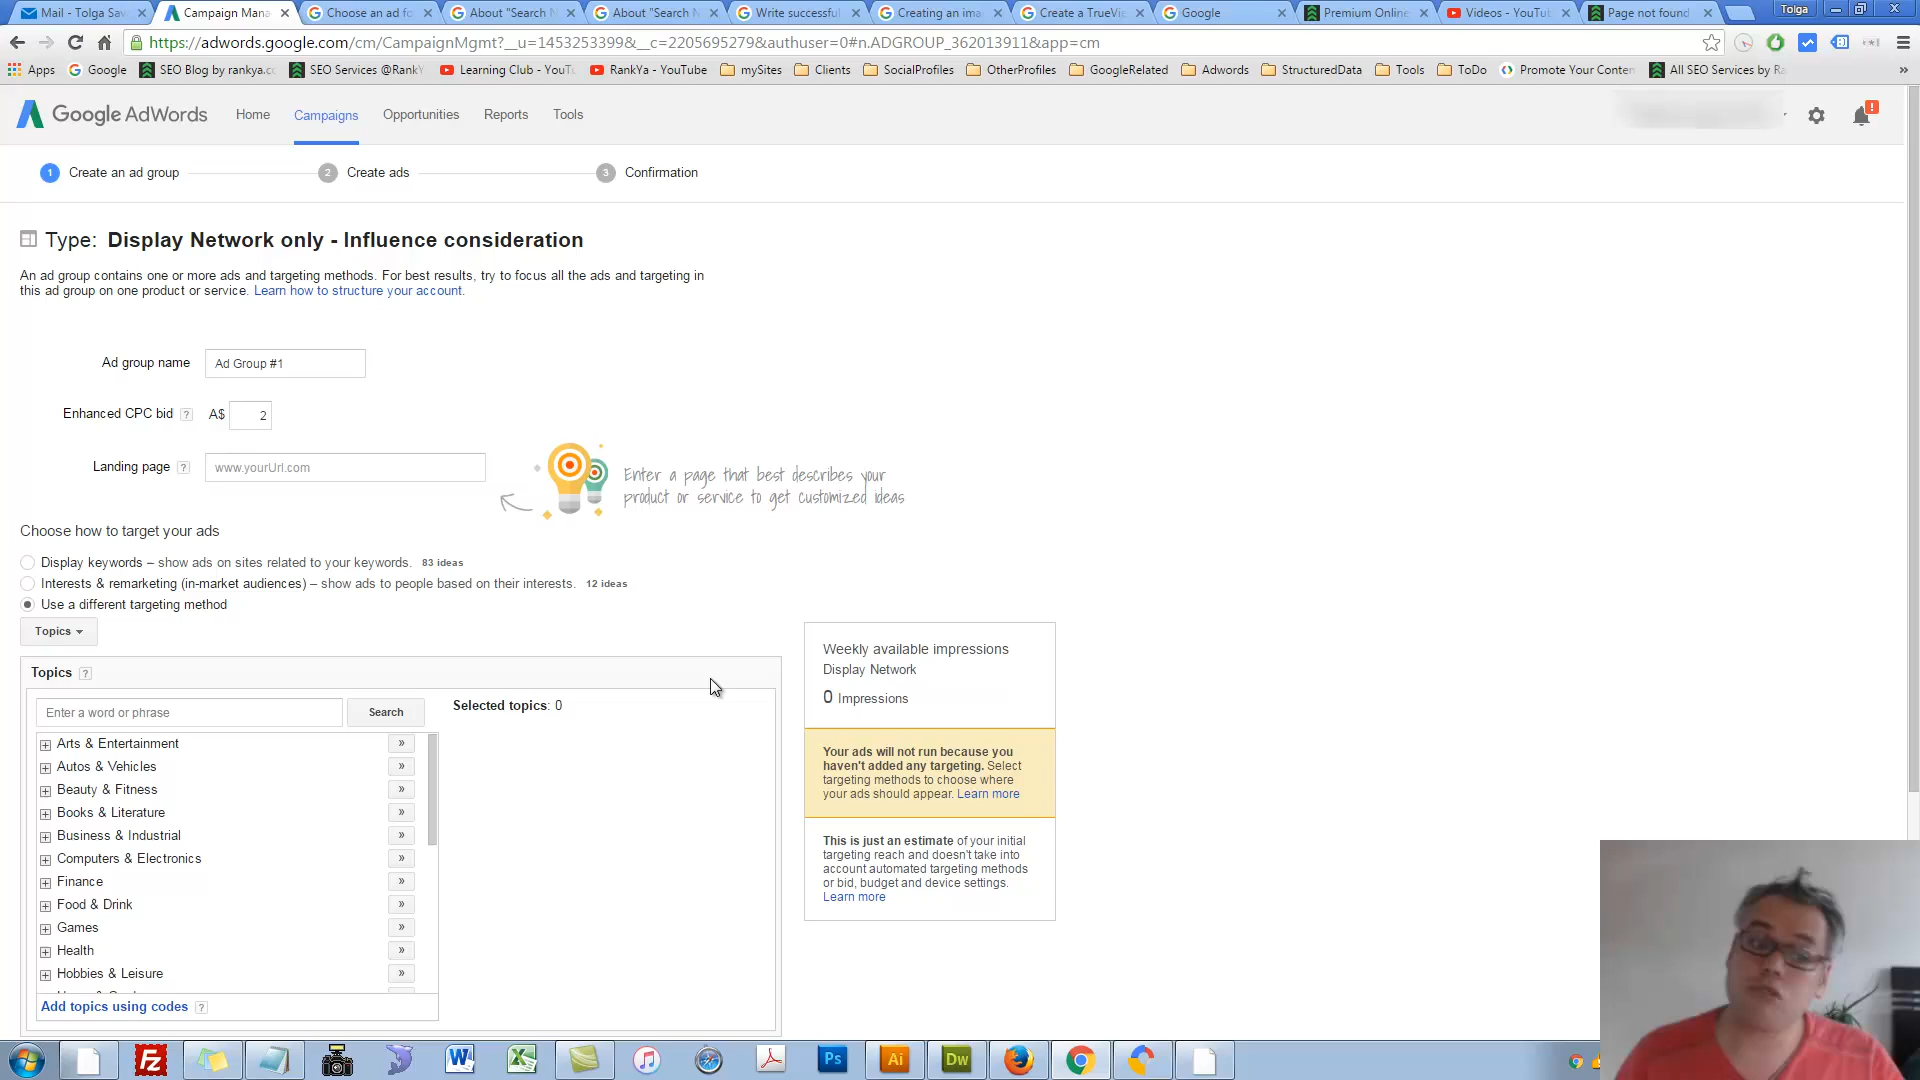 Mail - Tolga Sav
Campaign Mana
Choose an ad fo
About "Search N
About "Search N
Write successful
Creating an ima
Create a TrueVie
Google
Premium Online
Videos - YouTub
Page not found
Tolga
https://adwords.google.com/cm/CampaignMgmt?__u=1453253399&__c=2205695279&authuser=0#n.ADGROUP_362013911&app=cm
Apps
Google
SEO Blog by rankya.co
SEO Services @RankY
Learning Club - YouTu
RankYa - YouTube
mySites
Clients
SocialProfiles
OtherProfiles
GoogleRelated
Adwords
StructuredData
Tools
ToDo
Promote Your Conten
All SEO Services by Ra
»
Google AdWords
Home
Campaigns
Opportunities
Reports
Tools
!
1 Create an ad group
2 Create ads
3 Confirmation
Type: Display Network only - Influence consideration
An ad group contains one or more ads and targeting methods. For best results, try to focus all the ads and targeting in
this ad group on one product or service. Learn how to structure your account.
Ad group name
Ad Group #1
Enhanced CPC bid ?
A$ 2
Landing page ?
www.yourUrl.com
Enter a page that best describes your
product or service to get customized ideas
Choose how to target your ads
Display keywords – show ads on sites related to your keywords. 83 ideas
Interests & remarketing (in-market audiences) – show ads to people based on their interests. 12 ideas
Use a different targeting method
Topics
Topics ?
Enter a word or phrase
Search
Selected topics: 0
Arts & Entertainment »
Autos & Vehicles »
Beauty & Fitness »
Books & Literature »
Business & Industrial »
Computers & Electronics »
Finance »
Food & Drink »
Games »
Health »
Hobbies & Leisure »
Add topics using codes ?
Weekly available impressions
Display Network
0 Impressions
Your ads will not run because you
haven't added any targeting. Select
targeting methods to choose where
your ads should appear. Learn more
This is just an estimate of your initial
targeting reach and doesn't take into
account automated targeting methods
or bid, budget and device settings.
Learn more
Fz
W
X
Ps
Ai
Dw